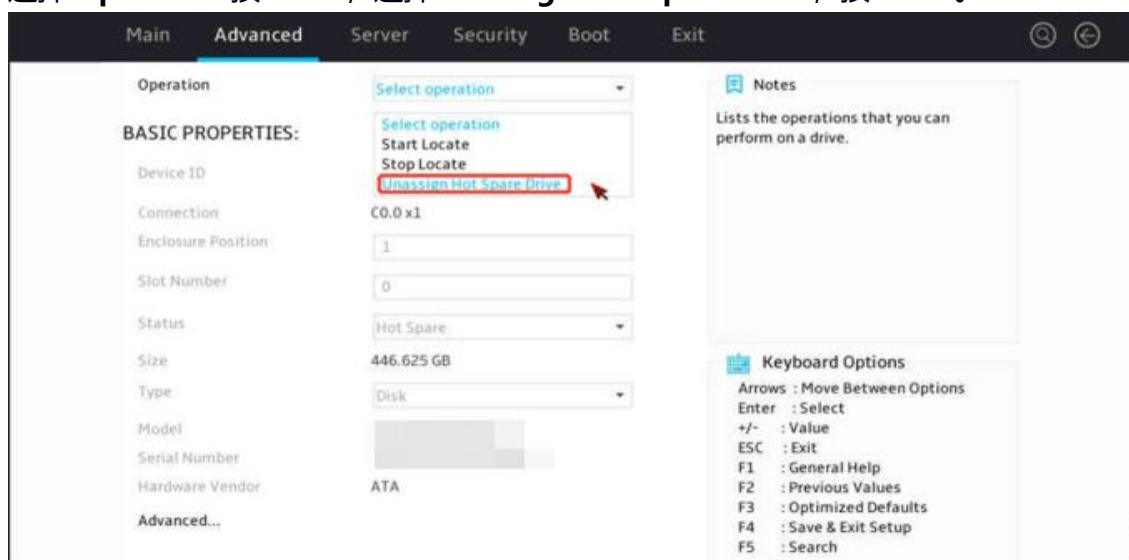 Main Advanced Server Security Boot Exit
Operation
Select operation
BASIC PROPERTIES:
Select operation
Start Locate
Stop Locate
Unassign Hot Spare Drive
Device ID
Connection C0.0 x1
Enclosure Position 1
Slot Number 0
Status Hot Spare
Size 446.625 GB
Type Disk
Model
Serial Number
Hardware Vendor ATA
Advanced...
Notes
Lists the operations that you can
perform on a drive.
Keyboard Options
Arrows : Move Between Options
Enter : Select
+/- : Value
ESC : Exit
F1 : General Help
F2 : Previous Values
F3 : Optimized Defaults
F4 : Save & Exit Setup
F5 : Search